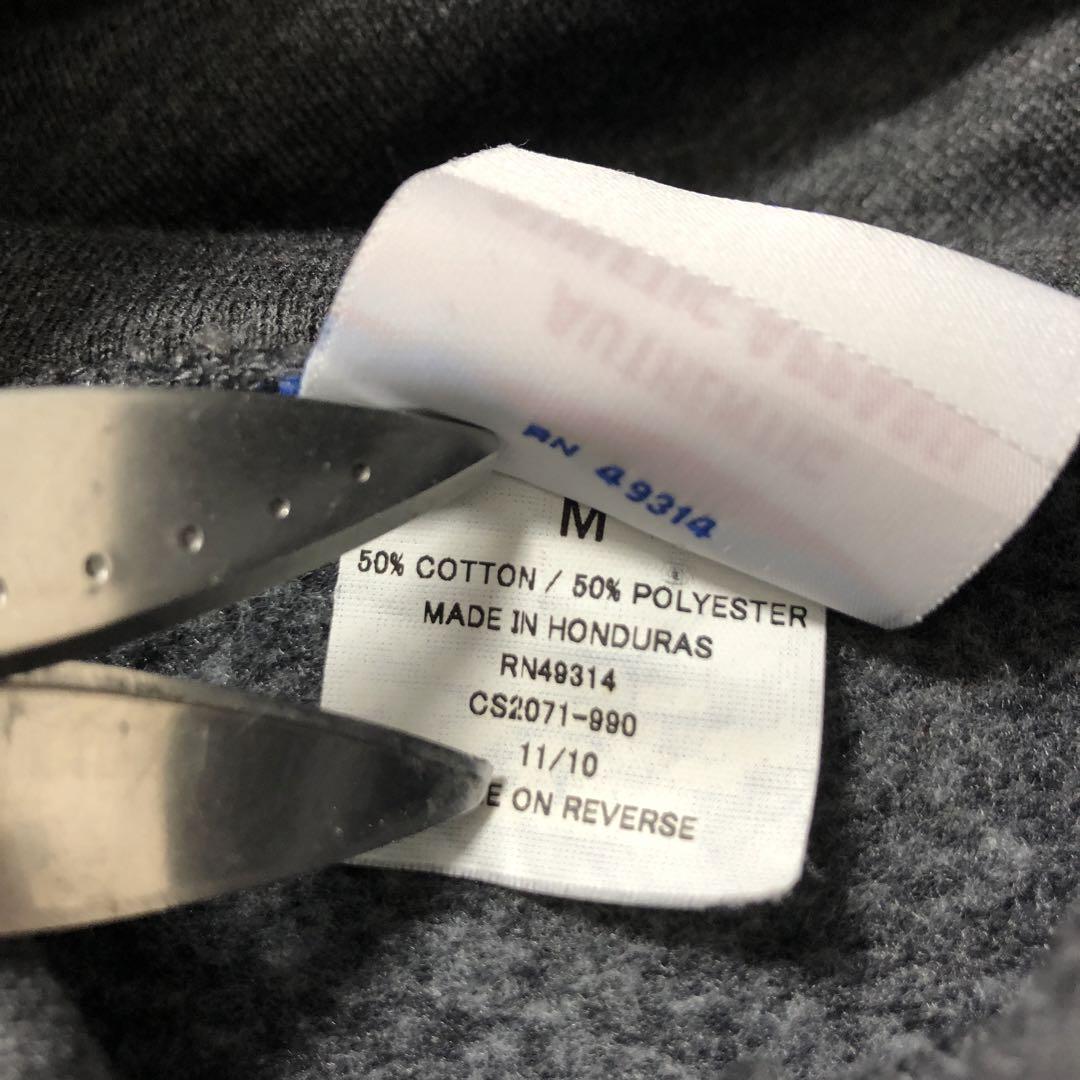 RN 49314
M
50% COTTON / 50% POLYESTER
MADE IN HONDURAS
RN49314
CS2071-990
11/10
E ON REVERSE